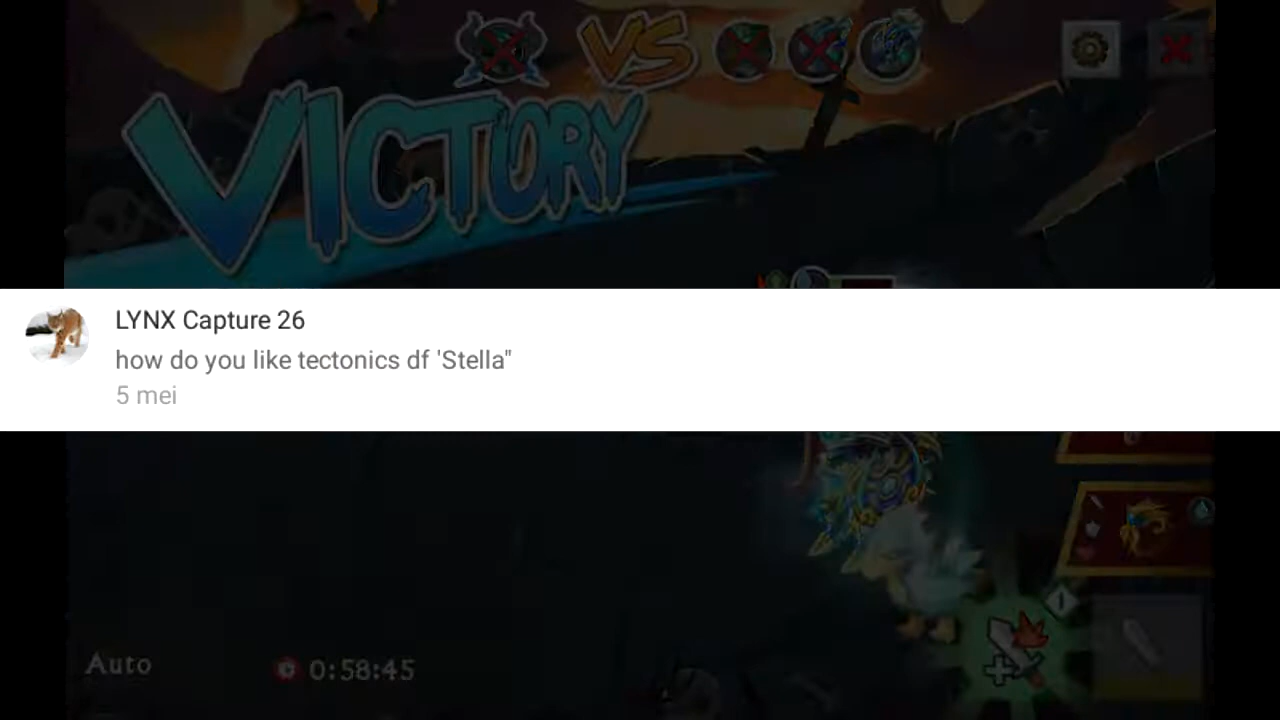 VS
VICTORY
LYNX Capture 26
how do you like tectonics df 'Stella"
5 mei
Auto
0:58:45